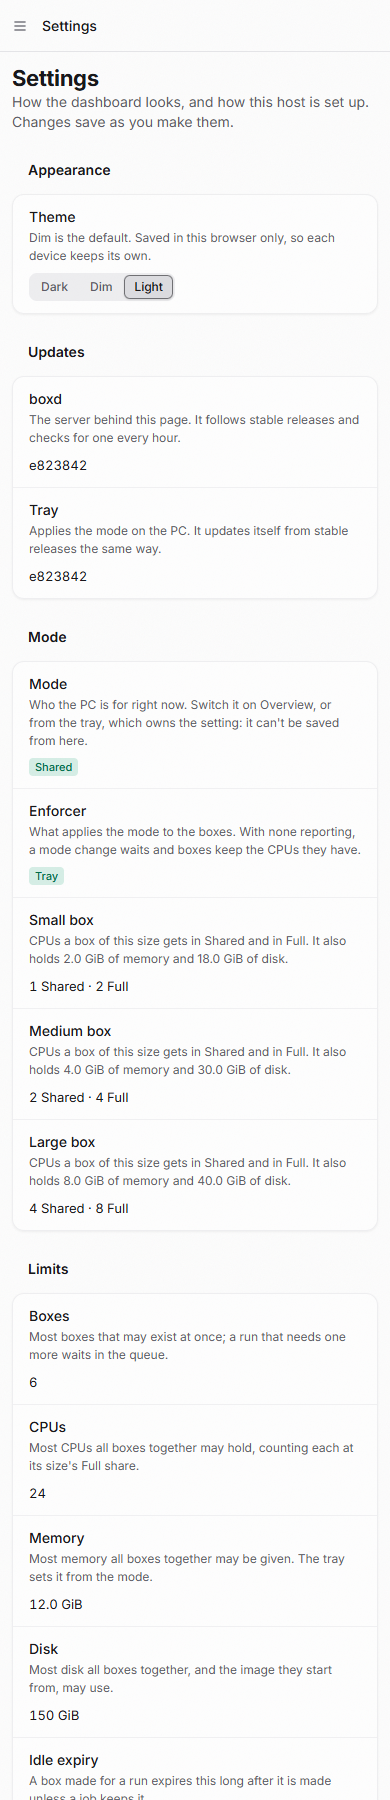 Settings
Settings
How the dashboard looks, and how this host is set up.
Changes save as you make them.
Appearance
Theme
Dim is the default. Saved in this browser only, so each
device keeps its own.
Dark Dim Light
Updates
boxd
The server behind this page. It follows stable releases and
checks for one every hour.
e823842
Tray
Applies the mode on the PC. It updates itself from stable
releases the same way.
e823842
Mode
Mode
Who the PC is for right now. Switch it on Overview, or
from the tray, which owns the setting: it can't be saved
from here.
Shared
Enforcer
What applies the mode to the boxes. With none reporting,
a mode change waits and boxes keep the CPUs they have.
Tray
Small box
CPUs a box of this size gets in Shared and in Full. It also
holds 2.0 GiB of memory and 18.0 GiB of disk.
1 Shared · 2 Full
Medium box
CPUs a box of this size gets in Shared and in Full. It also
holds 4.0 GiB of memory and 30.0 GiB of disk.
2 Shared · 4 Full
Large box
CPUs a box of this size gets in Shared and in Full. It also
holds 8.0 GiB of memory and 40.0 GiB of disk.
4 Shared · 8 Full
Limits
Boxes
Most boxes that may exist at once; a run that needs one
more waits in the queue.
6
CPUs
Most CPUs all boxes together may hold, counting each at
its size's Full share.
24
Memory
Most memory all boxes together may be given. The tray
sets it from the mode.
12.0 GiB
Disk
Most disk all boxes together, and the image they start
from, may use.
150 GiB
Idle expiry
A box made for a run expires this long after it is made
unless a job keeps it.